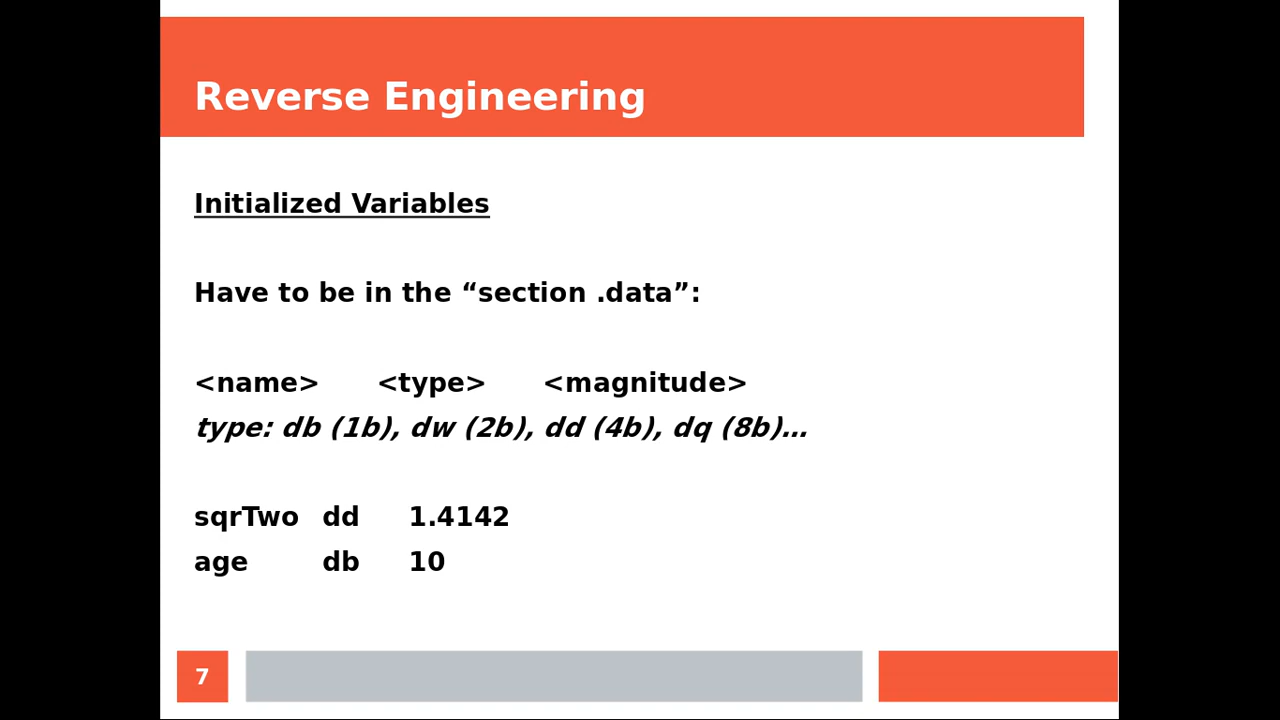 Reverse Engineering
Initialized Variables
Have to be in the “section .data”:
<name> <type> <magnitude>
type: db (1b), dw (2b), dd (4b), dq (8b)…
sqrTwo dd 1.4142
age db 10
7